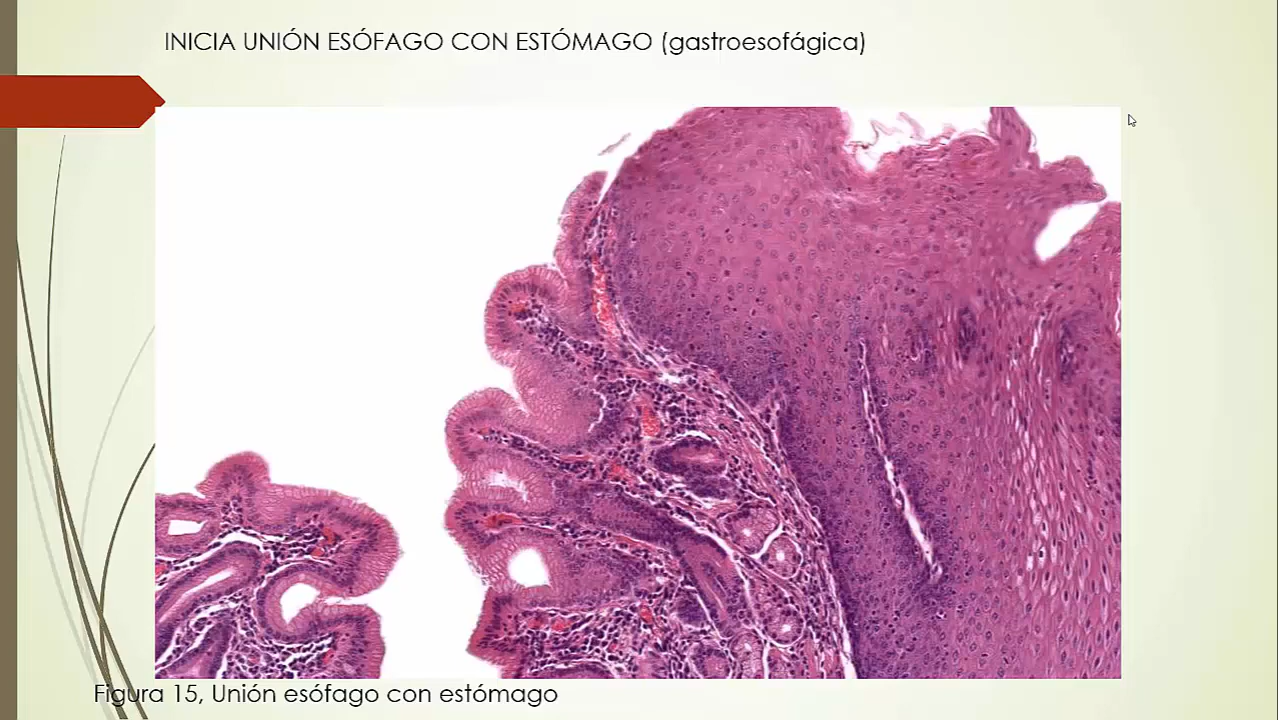 INICIA UNIÓN ESÓFAGO CON ESTÓMAGO (gastroesofágica)
Figura 15, Unión esófago con estómago